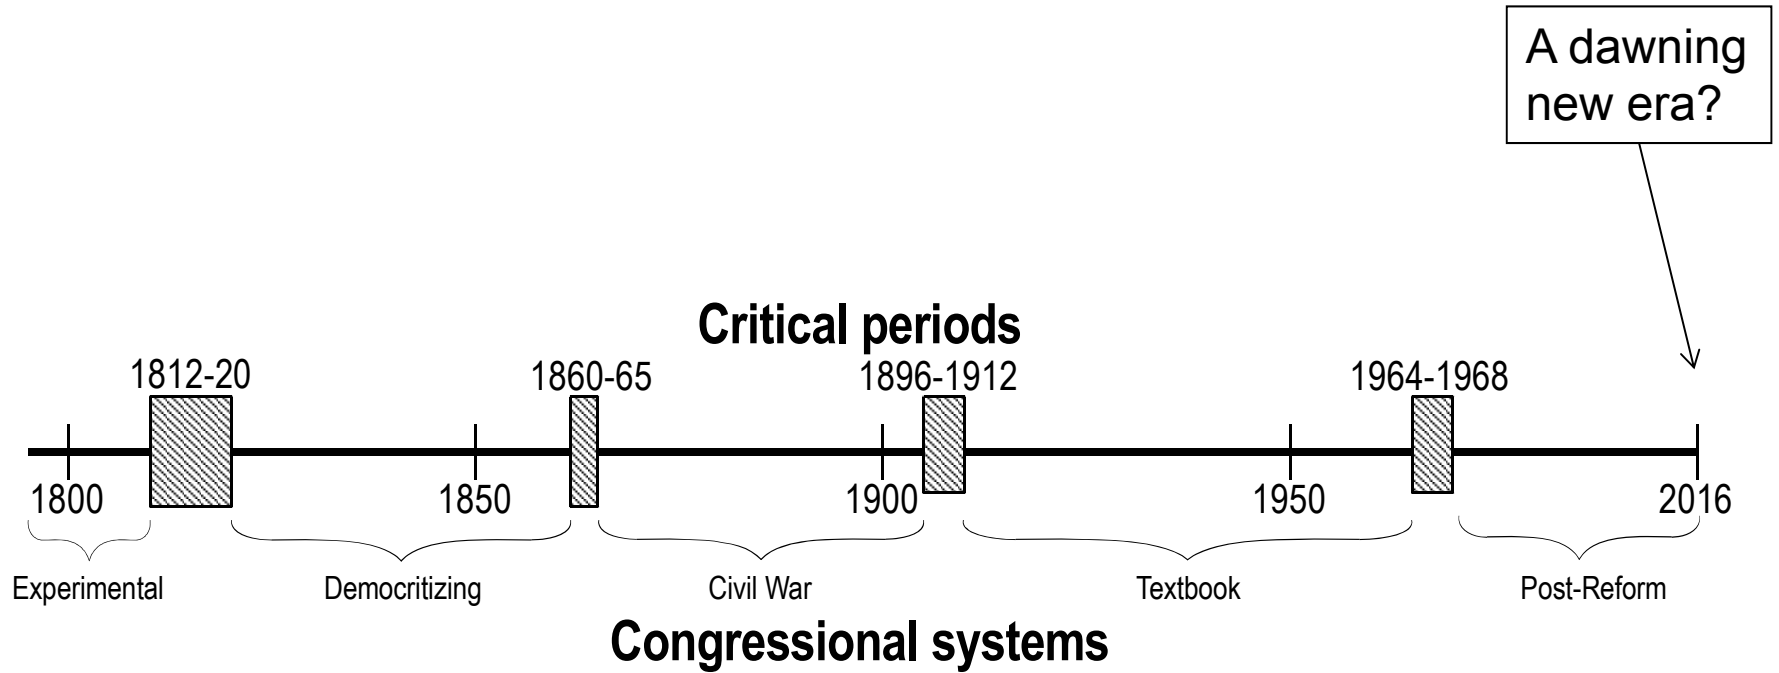 A dawning
new era?
Critical periods
1812-20
1860-65
1896-1912
1964-1968
1800
1850
1900
1950
2016
Experimental
Democritizing
Civil War
Textbook
Post-Reform
Congressional systems